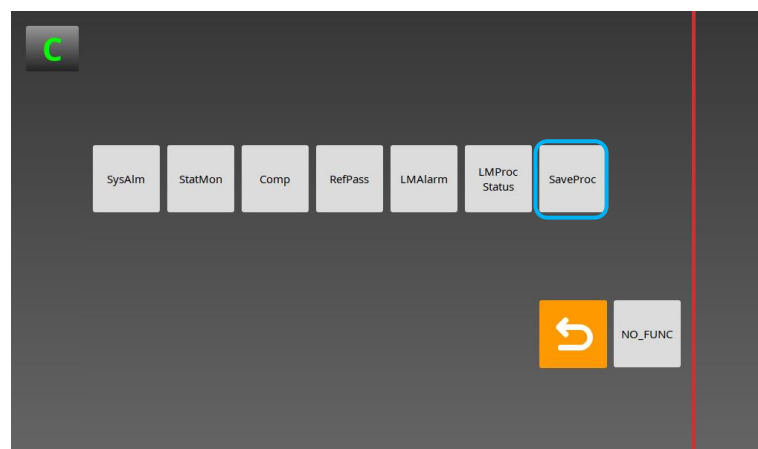 C
SysAlm
StatMon
Comp
RefPass
LMAlarm
LMProc
Status
SaveProc
NO_FUNC